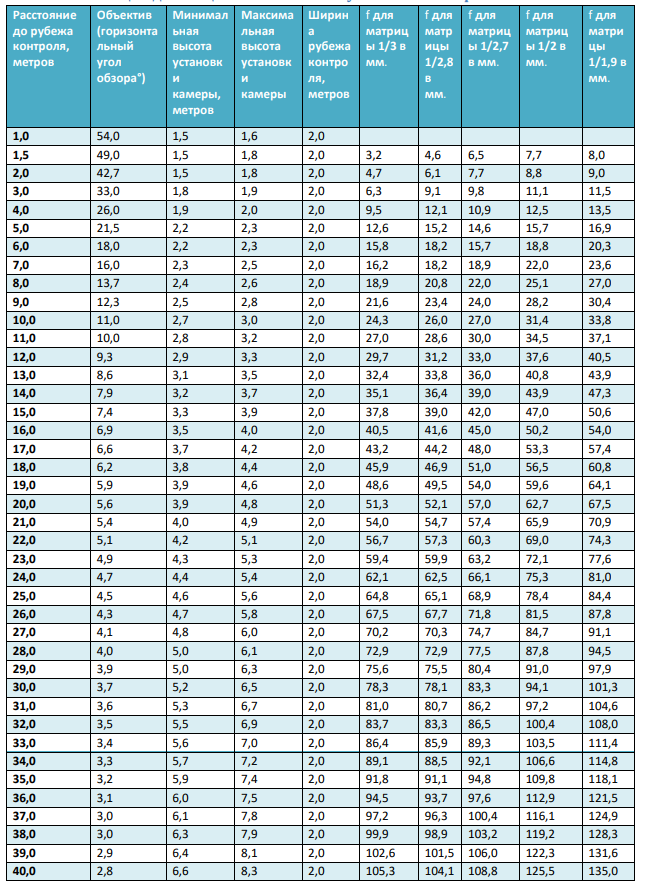 Расстояние до рубежа контроля, метров | Объектив (горизонта льный угол обзора°) | Минимал ьная высота установк и камеры, метров | Максима льная высота установк и камеры | Ширин а рубежа контро ля, метров | f для матриц ы 1/3 в мм. | f для матр ицы 1/2,8 в мм. | f для матриц ы 1/2,7 в мм. | f для матриц ы 1/2 в мм. | f для матри цы 1/1,9 в мм.
1,0 | 54,0 | 1,5 | 1,6 | 2,0 | | | | |
1,5 | 49,0 | 1,5 | 1,8 | 2,0 | 3,2 | 4,6 | 6,5 | 7,7 | 8,0
2,0 | 42,7 | 1,5 | 1,8 | 2,0 | 4,7 | 6,1 | 7,7 | 8,8 | 9,0
3,0 | 33,0 | 1,8 | 1,9 | 2,0 | 6,3 | 9,1 | 9,8 | 11,1 | 11,5
4,0 | 26,0 | 1,9 | 2,0 | 2,0 | 9,5 | 12,1 | 10,9 | 12,5 | 13,5
5,0 | 21,5 | 2,2 | 2,3 | 2,0 | 12,6 | 15,2 | 14,6 | 15,7 | 16,9
6,0 | 18,0 | 2,2 | 2,3 | 2,0 | 15,8 | 18,2 | 15,7 | 18,8 | 20,3
7,0 | 16,0 | 2,3 | 2,5 | 2,0 | 16,2 | 18,2 | 18,9 | 22,0 | 23,6
8,0 | 13,7 | 2,4 | 2,6 | 2,0 | 18,9 | 20,8 | 22,0 | 25,1 | 27,0
9,0 | 12,3 | 2,5 | 2,8 | 2,0 | 21,6 | 23,4 | 24,0 | 28,2 | 30,4
10,0 | 11,0 | 2,7 | 3,0 | 2,0 | 24,3 | 26,0 | 27,0 | 31,4 | 33,8
11,0 | 10,0 | 2,8 | 3,2 | 2,0 | 27,0 | 28,6 | 30,0 | 34,5 | 37,1
12,0 | 9,3 | 2,9 | 3,3 | 2,0 | 29,7 | 31,2 | 33,0 | 37,6 | 40,5
13,0 | 8,6 | 3,1 | 3,5 | 2,0 | 32,4 | 33,8 | 36,0 | 40,8 | 43,9
14,0 | 7,9 | 3,2 | 3,7 | 2,0 | 35,1 | 36,4 | 39,0 | 43,9 | 47,3
15,0 | 7,4 | 3,3 | 3,9 | 2,0 | 37,8 | 39,0 | 42,0 | 47,0 | 50,6
16,0 | 6,9 | 3,5 | 4,0 | 2,0 | 40,5 | 41,6 | 45,0 | 50,2 | 54,0
17,0 | 6,6 | 3,7 | 4,2 | 2,0 | 43,2 | 44,2 | 48,0 | 53,3 | 57,4
18,0 | 6,2 | 3,8 | 4,4 | 2,0 | 45,9 | 46,9 | 51,0 | 56,5 | 60,8
19,0 | 5,9 | 3,9 | 4,6 | 2,0 | 48,6 | 49,5 | 54,0 | 59,6 | 64,1
20,0 | 5,6 | 3,9 | 4,8 | 2,0 | 51,3 | 52,1 | 57,0 | 62,7 | 67,5
21,0 | 5,4 | 4,0 | 4,9 | 2,0 | 54,0 | 54,7 | 57,4 | 65,9 | 70,9
22,0 | 5,1 | 4,2 | 5,1 | 2,0 | 56,7 | 57,3 | 60,3 | 69,0 | 74,3
23,0 | 4,9 | 4,3 | 5,3 | 2,0 | 59,4 | 59,9 | 63,2 | 72,1 | 77,6
24,0 | 4,7 | 4,4 | 5,4 | 2,0 | 62,1 | 62,5 | 66,1 | 75,3 | 81,0
25,0 | 4,5 | 4,6 | 5,6 | 2,0 | 64,8 | 65,1 | 68,9 | 78,4 | 84,4
26,0 | 4,3 | 4,7 | 5,8 | 2,0 | 67,5 | 67,7 | 71,8 | 81,5 | 87,8
27,0 | 4,1 | 4,8 | 6,0 | 2,0 | 70,2 | 70,3 | 74,7 | 84,7 | 91,1
28,0 | 4,0 | 5,0 | 6,1 | 2,0 | 72,9 | 72,9 | 77,5 | 87,8 | 94,5
29,0 | 3,9 | 5,0 | 6,3 | 2,0 | 75,6 | 75,5 | 80,4 | 91,0 | 97,9
30,0 | 3,7 | 5,2 | 6,5 | 2,0 | 78,3 | 78,1 | 83,3 | 94,1 | 101,3
31,0 | 3,6 | 5,3 | 6,7 | 2,0 | 81,0 | 80,7 | 86,2 | 97,2 | 104,6
32,0 | 3,5 | 5,5 | 6,9 | 2,0 | 83,7 | 83,3 | 86,5 | 100,4 | 108,0
33,0 | 3,4 | 5,6 | 7,0 | 2,0 | 86,4 | 85,9 | 89,3 | 103,5 | 111,4
34,0 | 3,3 | 5,7 | 7,2 | 2,0 | 89,1 | 88,5 | 92,1 | 106,6 | 114,8
35,0 | 3,2 | 5,9 | 7,4 | 2,0 | 91,8 | 91,1 | 94,8 | 109,8 | 118,1
36,0 | 3,1 | 6,0 | 7,5 | 2,0 | 94,5 | 93,7 | 97,6 | 112,9 | 121,5
37,0 | 3,0 | 6,1 | 7,8 | 2,0 | 97,2 | 96,3 | 100,4 | 116,1 | 124,9
38,0 | 3,0 | 6,3 | 7,9 | 2,0 | 99,9 | 98,9 | 103,2 | 119,2 | 128,3
39,0 | 2,9 | 6,4 | 8,1 | 2,0 | 102,6 | 101,5 | 106,0 | 122,3 | 131,6
40,0 | 2,8 | 6,6 | 8,3 | 2,0 | 105,3 | 104,1 | 108,8 | 125,5 | 135,0